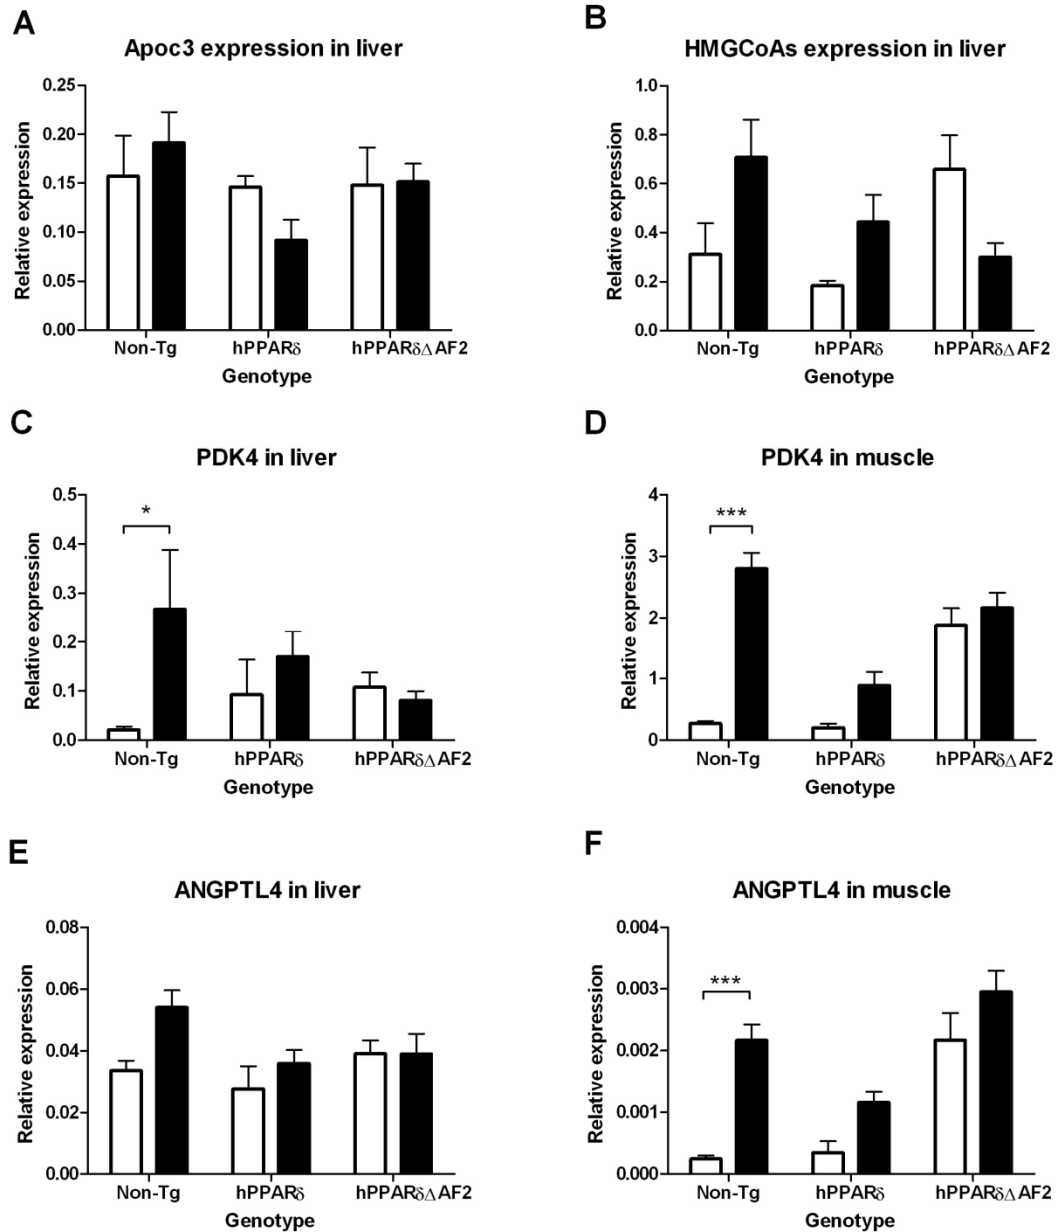 A
Apoc3 expression in liver
Relative expression
0.25
0.20
0.15
0.10
0.05
0.00
Non-Tg hPPARδ hPPARδΔAF2
Genotype
B
HMGCoAs expression in liver
Relative expression
1.0
0.8
0.6
0.4
0.2
0.0
Non-Tg hPPARδ hPPARδΔAF2
Genotype
C
PDK4 in liver
Relative expression
0.5
0.4
0.3
0.2
0.1
0.0
*
Non-Tg hPPARδ hPPARδΔAF2
Genotype
D
PDK4 in muscle
Relative expression
4
3
2
1
0
***
Non-Tg hPPARδ hPPARδΔAF2
Genotype
E
ANGPTL4 in liver
Relative expression
0.08
0.06
0.04
0.02
0.00
Non-Tg hPPARδ hPPARδΔAF2
Genotype
F
ANGPTL4 in muscle
Relative expression
0.004
0.003
0.002
0.001
0.000
***
Non-Tg hPPARδ hPPARδΔAF2
Genotype